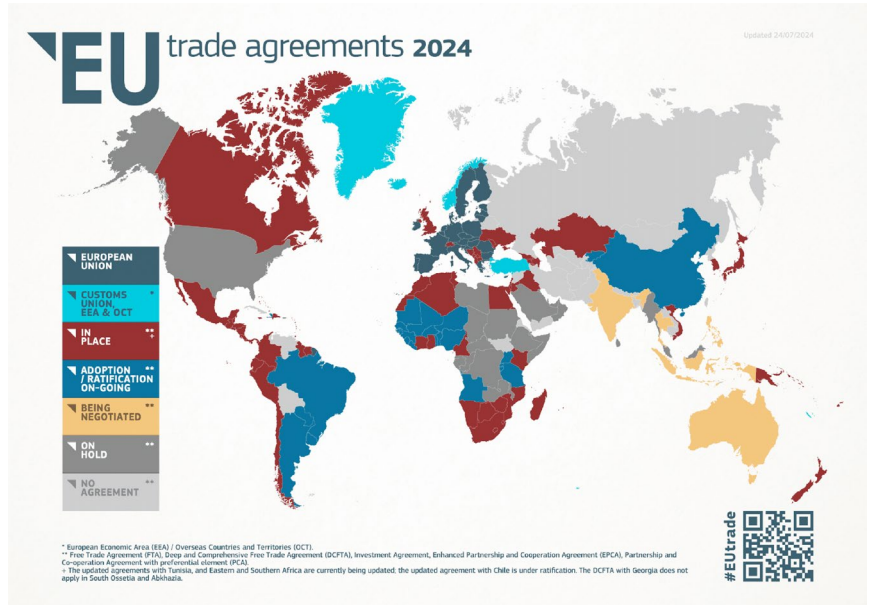 EU trade agreements 2024
Updated 24/07/2024
EUROPEAN
UNION
CUSTOMS *
UNION,
EEA & OCT
IN **
PLACE +
ADOPTION **
/ RATIFICATION
ON-GOING
BEING **
NEGOTIATED
ON **
HOLD
NO **
AGREEMENT
#EUtrade
* European Economic Area (EEA) / Overseas Countries and Territories (OCT).
** Free Trade Agreement (FTA), Deep and Comprehensive Free Trade Agreement (DCFTA), Investment Agreement, Enhanced Partnership and Cooperation Agreement (EPCA), Partnership and
Co-operation Agreement with preferential element (PCA).
+ The updated agreements with Tunisia, and Eastern and Southern Africa are currently being updated, the updated agreement with Chile is under ratification. The DCFTA with Georgia does not
apply in South Ossetia and Abkhazia.